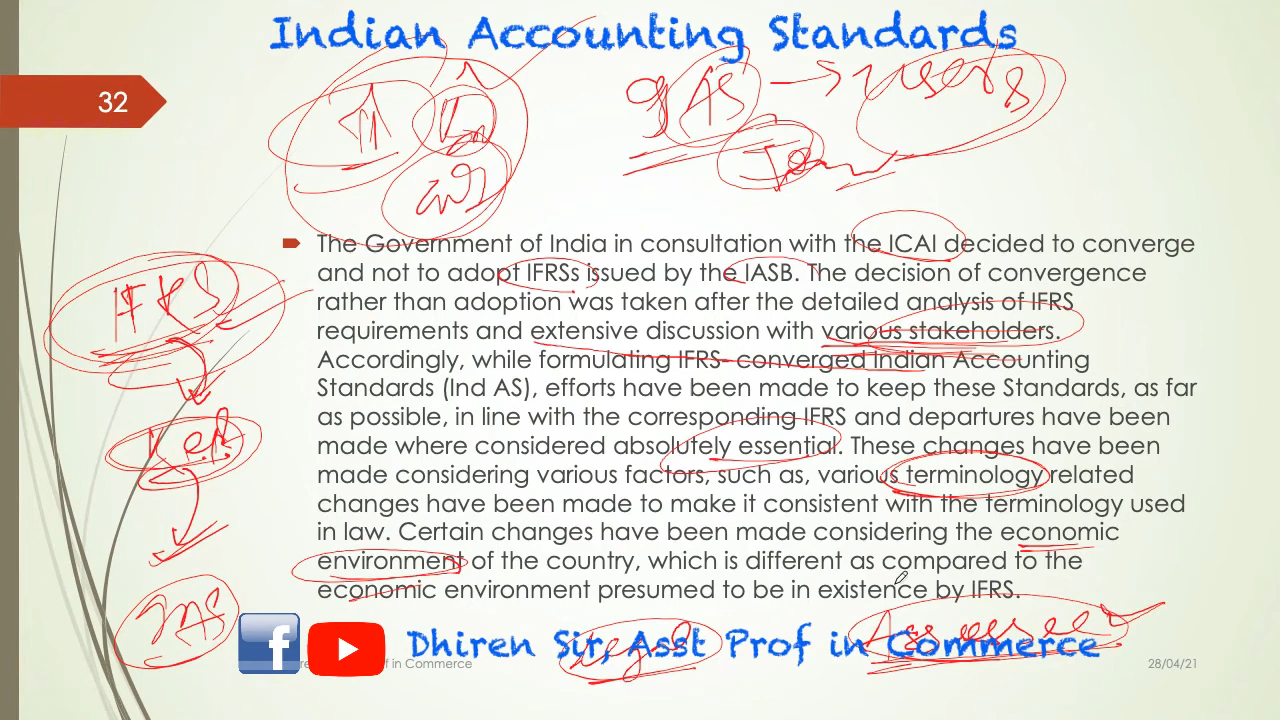 Indian Accounting Standards
32
AS → users
IFRS
The Government of India in consultation with the ICAI decided to converge
and not to adopt IFRSs issued by the IASB. The decision of convergence
rather than adoption was taken after the detailed analysis of IFRS
requirements and extensive discussion with various stakeholders.
Accordingly, while formulating IFRS- converged Indian Accounting
Standards (Ind AS), efforts have been made to keep these Standards, as far
as possible, in line with the corresponding IFRS and departures have been
made where considered absolutely essential. These changes have been
made considering various factors, such as, various terminology related
changes have been made to make it consistent with the terminology used
in law. Certain changes have been made considering the economic
environment of the country, which is different as compared to the
economic environment presumed to be in existence by IFRS.
Dhiren Sir, Asst Prof in Commerce
f in Commerce
28/04/21